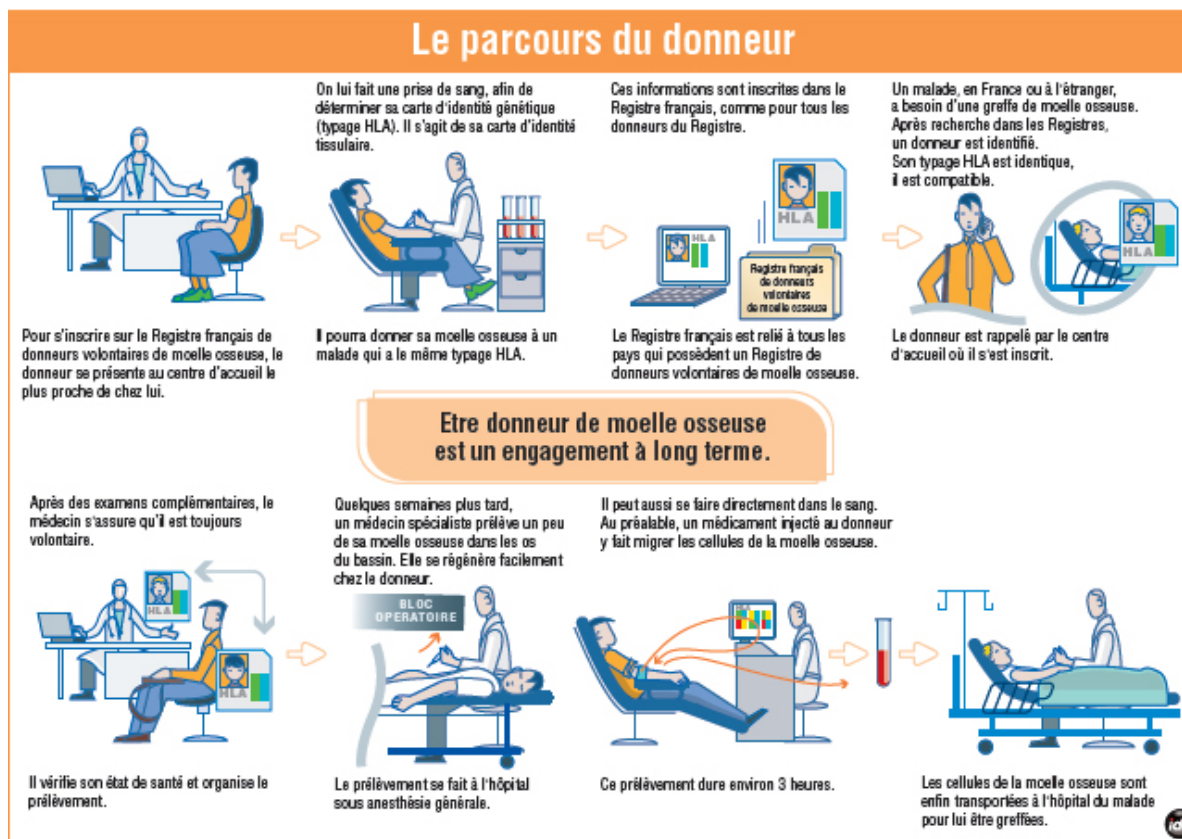 Le parcours du donneur
Pour s'inscrire sur le Registre français de
donneurs volontaires de moelle osseuse, le
donneur se présente au centre d'accueil le
plus proche de chez lui.
On lui fait une prise de sang, afin de
déterminer sa carte d'identité génétique
(typage HLA). Il s'agit de sa carte d'identité
tissulaire.
Il pourra donner sa moelle osseuse à un
malade qui a le même typage HLA.
Ces informations sont inscrites dans le
Registre français, comme pour tous les
donneurs du Registre.
HLA
HLA
Registre français
de donneurs
volontaires
de moelle osseuse
Le Registre français est relié à tous les
pays qui possèdent un Registre de
donneurs volontaires de moelle osseuse.
Un malade, en France ou à l'étranger,
a besoin d'une greffe de moelle osseuse.
Après recherche dans les Registres,
un donneur est identifié.
Son typage HLA est identique,
il est compatible.
HLA
Le donneur est rappelé par le centre
d'accueil où il s'est inscrit.
Etre donneur de moelle osseuse
est un engagement à long terme.
Après des examens complémentaires, le
médecin s'assure qu'il est toujours
volontaire.
HLA
HLA
Il vérifie son état de santé et organise le
prélèvement.
Quelques semaines plus tard,
un médecin spécialiste prélève un peu
de sa moelle osseuse dans les os
du bassin. Elle se régénère facilement
chez le donneur.
BLOC
OPERATOIRE
Le prélèvement se fait à l'hôpital
sous anesthésie générale.
Il peut aussi se faire directement dans le sang.
Au préalable, un médicament injecté au donneur
y fait migrer les cellules de la moelle osseuse.
HLA
Ce prélèvement dure environ 3 heures.
Les cellules de la moelle osseuse sont
enfin transportées à l'hôpital du malade
pour lui être greffées.